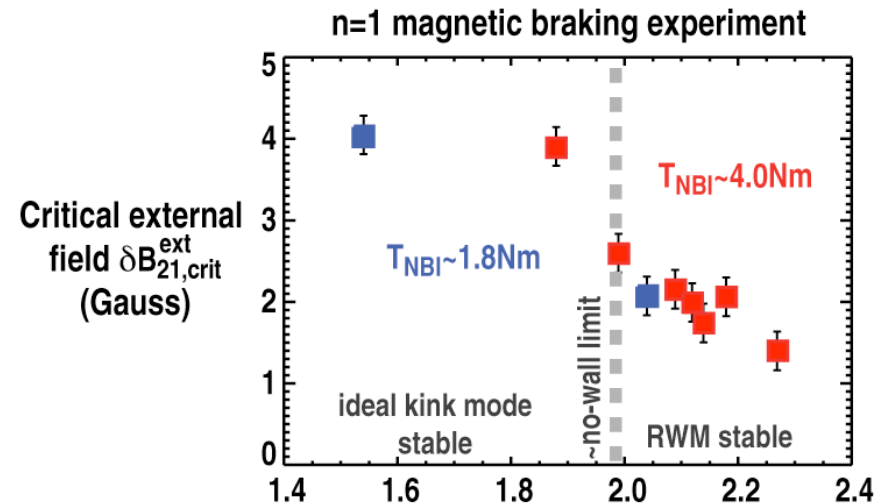 n=1 magnetic braking experiment
Critical external
field δB21,crit^ext
(Gauss)
5
4
3
2
1
0
TNBI~4.0Nm
TNBI~1.8Nm
~no-wall limit
ideal kink mode
stable
RWM stable
1.4 1.6 1.8 2.0 2.2 2.4